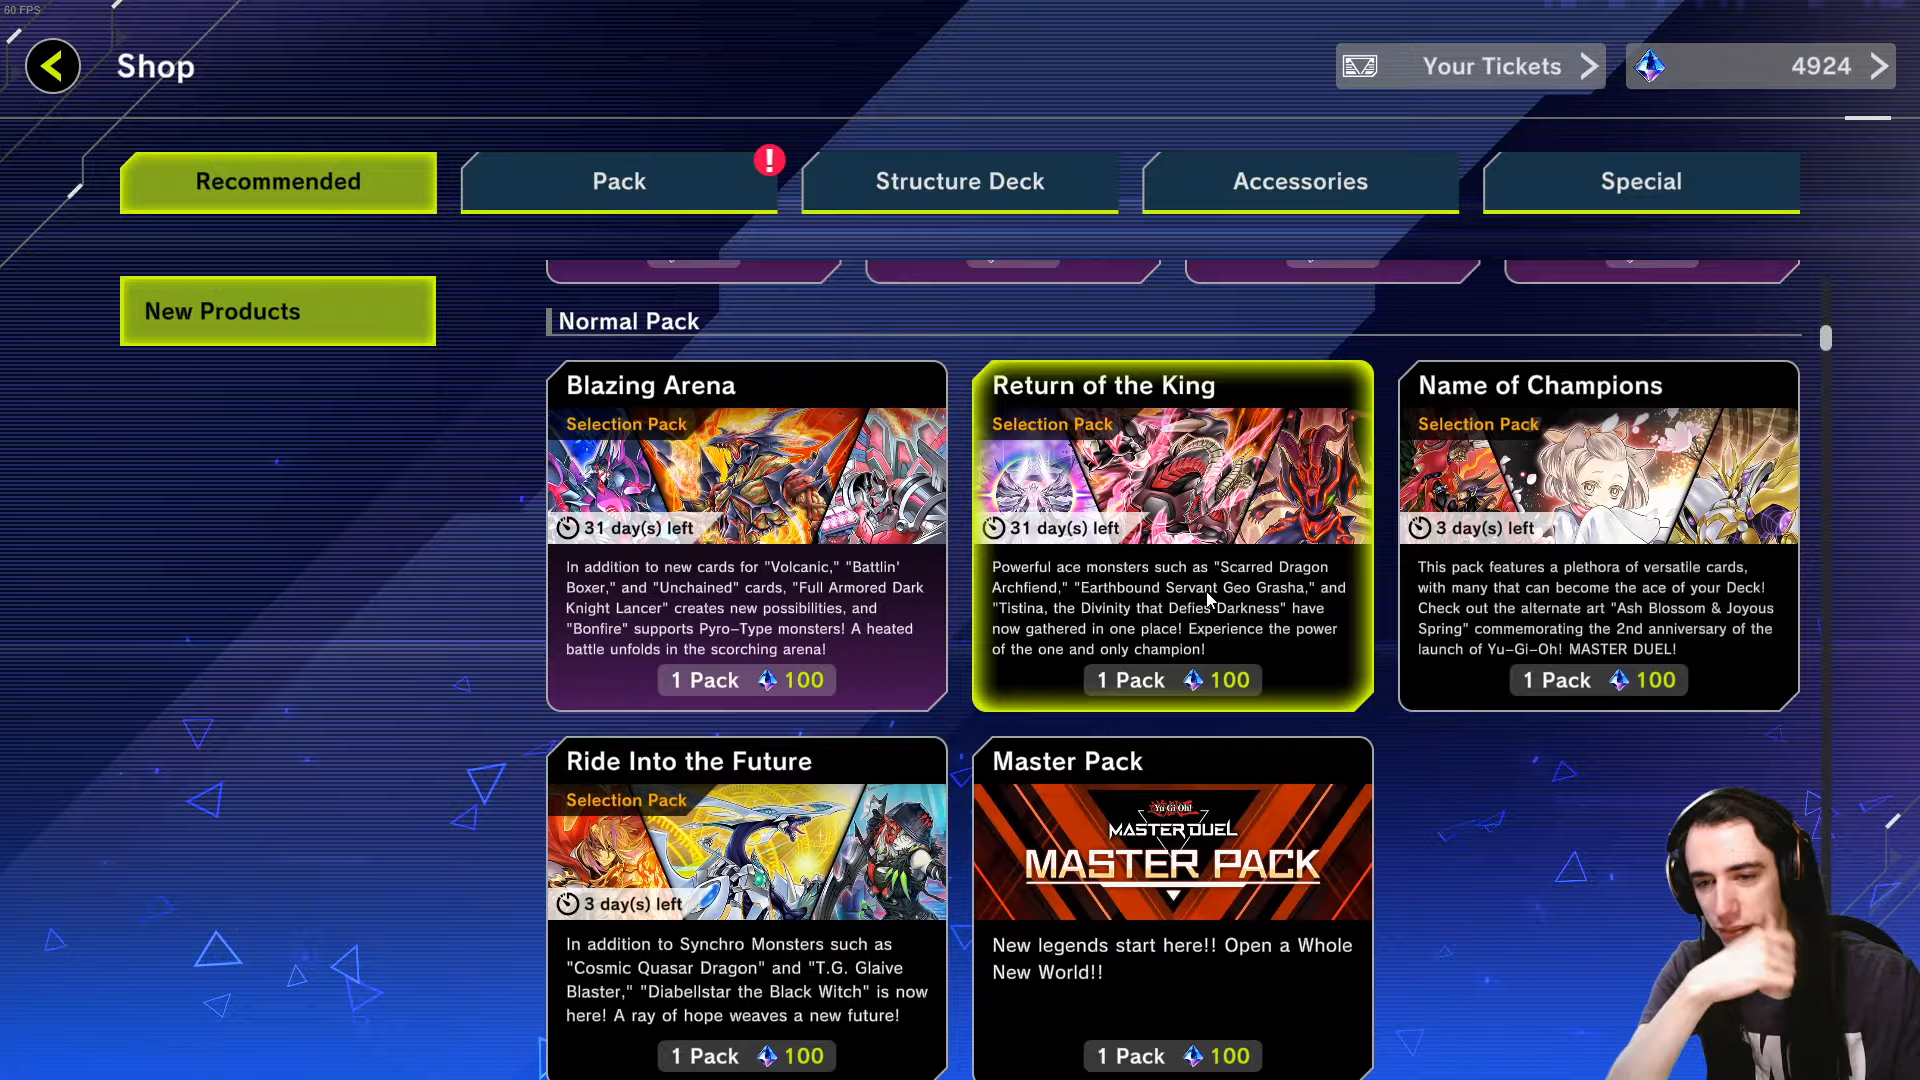 60 FPS
Shop
Your Tickets
4924
Recommended
Pack
!
Structure Deck
Accessories
Special
New Products
Normal Pack
Blazing Arena
Selection Pack
31 day(s) left
In addition to new cards for "Volcanic," "Battlin'
Boxer," and "Unchained" cards, "Full Armored Dark
Knight Lancer" creates new possibilities, and
"Bonfire" supports Pyro-Type monsters! A heated
battle unfolds in the scorching arena!
1 Pack 100
Return of the King
Selection Pack
31 day(s) left
Powerful ace monsters such as "Scarred Dragon
Archfiend," "Earthbound Servant Geo Grasha," and
"Tistina, the Divinity that Defies Darkness" have
now gathered in one place! Experience the power
of the one and only champion!
1 Pack 100
Name of Champions
Selection Pack
3 day(s) left
This pack features a plethora of versatile cards,
with many that can become the ace of your Deck!
Check out the alternate art "Ash Blossom & Joyous
Spring" commemorating the 2nd anniversary of the
launch of Yu-Gi-Oh! MASTER DUEL!
1 Pack 100
Ride Into the Future
Selection Pack
3 day(s) left
In addition to Synchro Monsters such as
"Cosmic Quasar Dragon" and "T.G. Glaive
Blaster," "Diabellstar the Black Witch" is now
here! A ray of hope weaves a new future!
1 Pack 100
Master Pack
Yu-Gi-Oh!
MASTER DUEL
MASTER PACK
New legends start here!! Open a Whole
New World!!
1 Pack 100